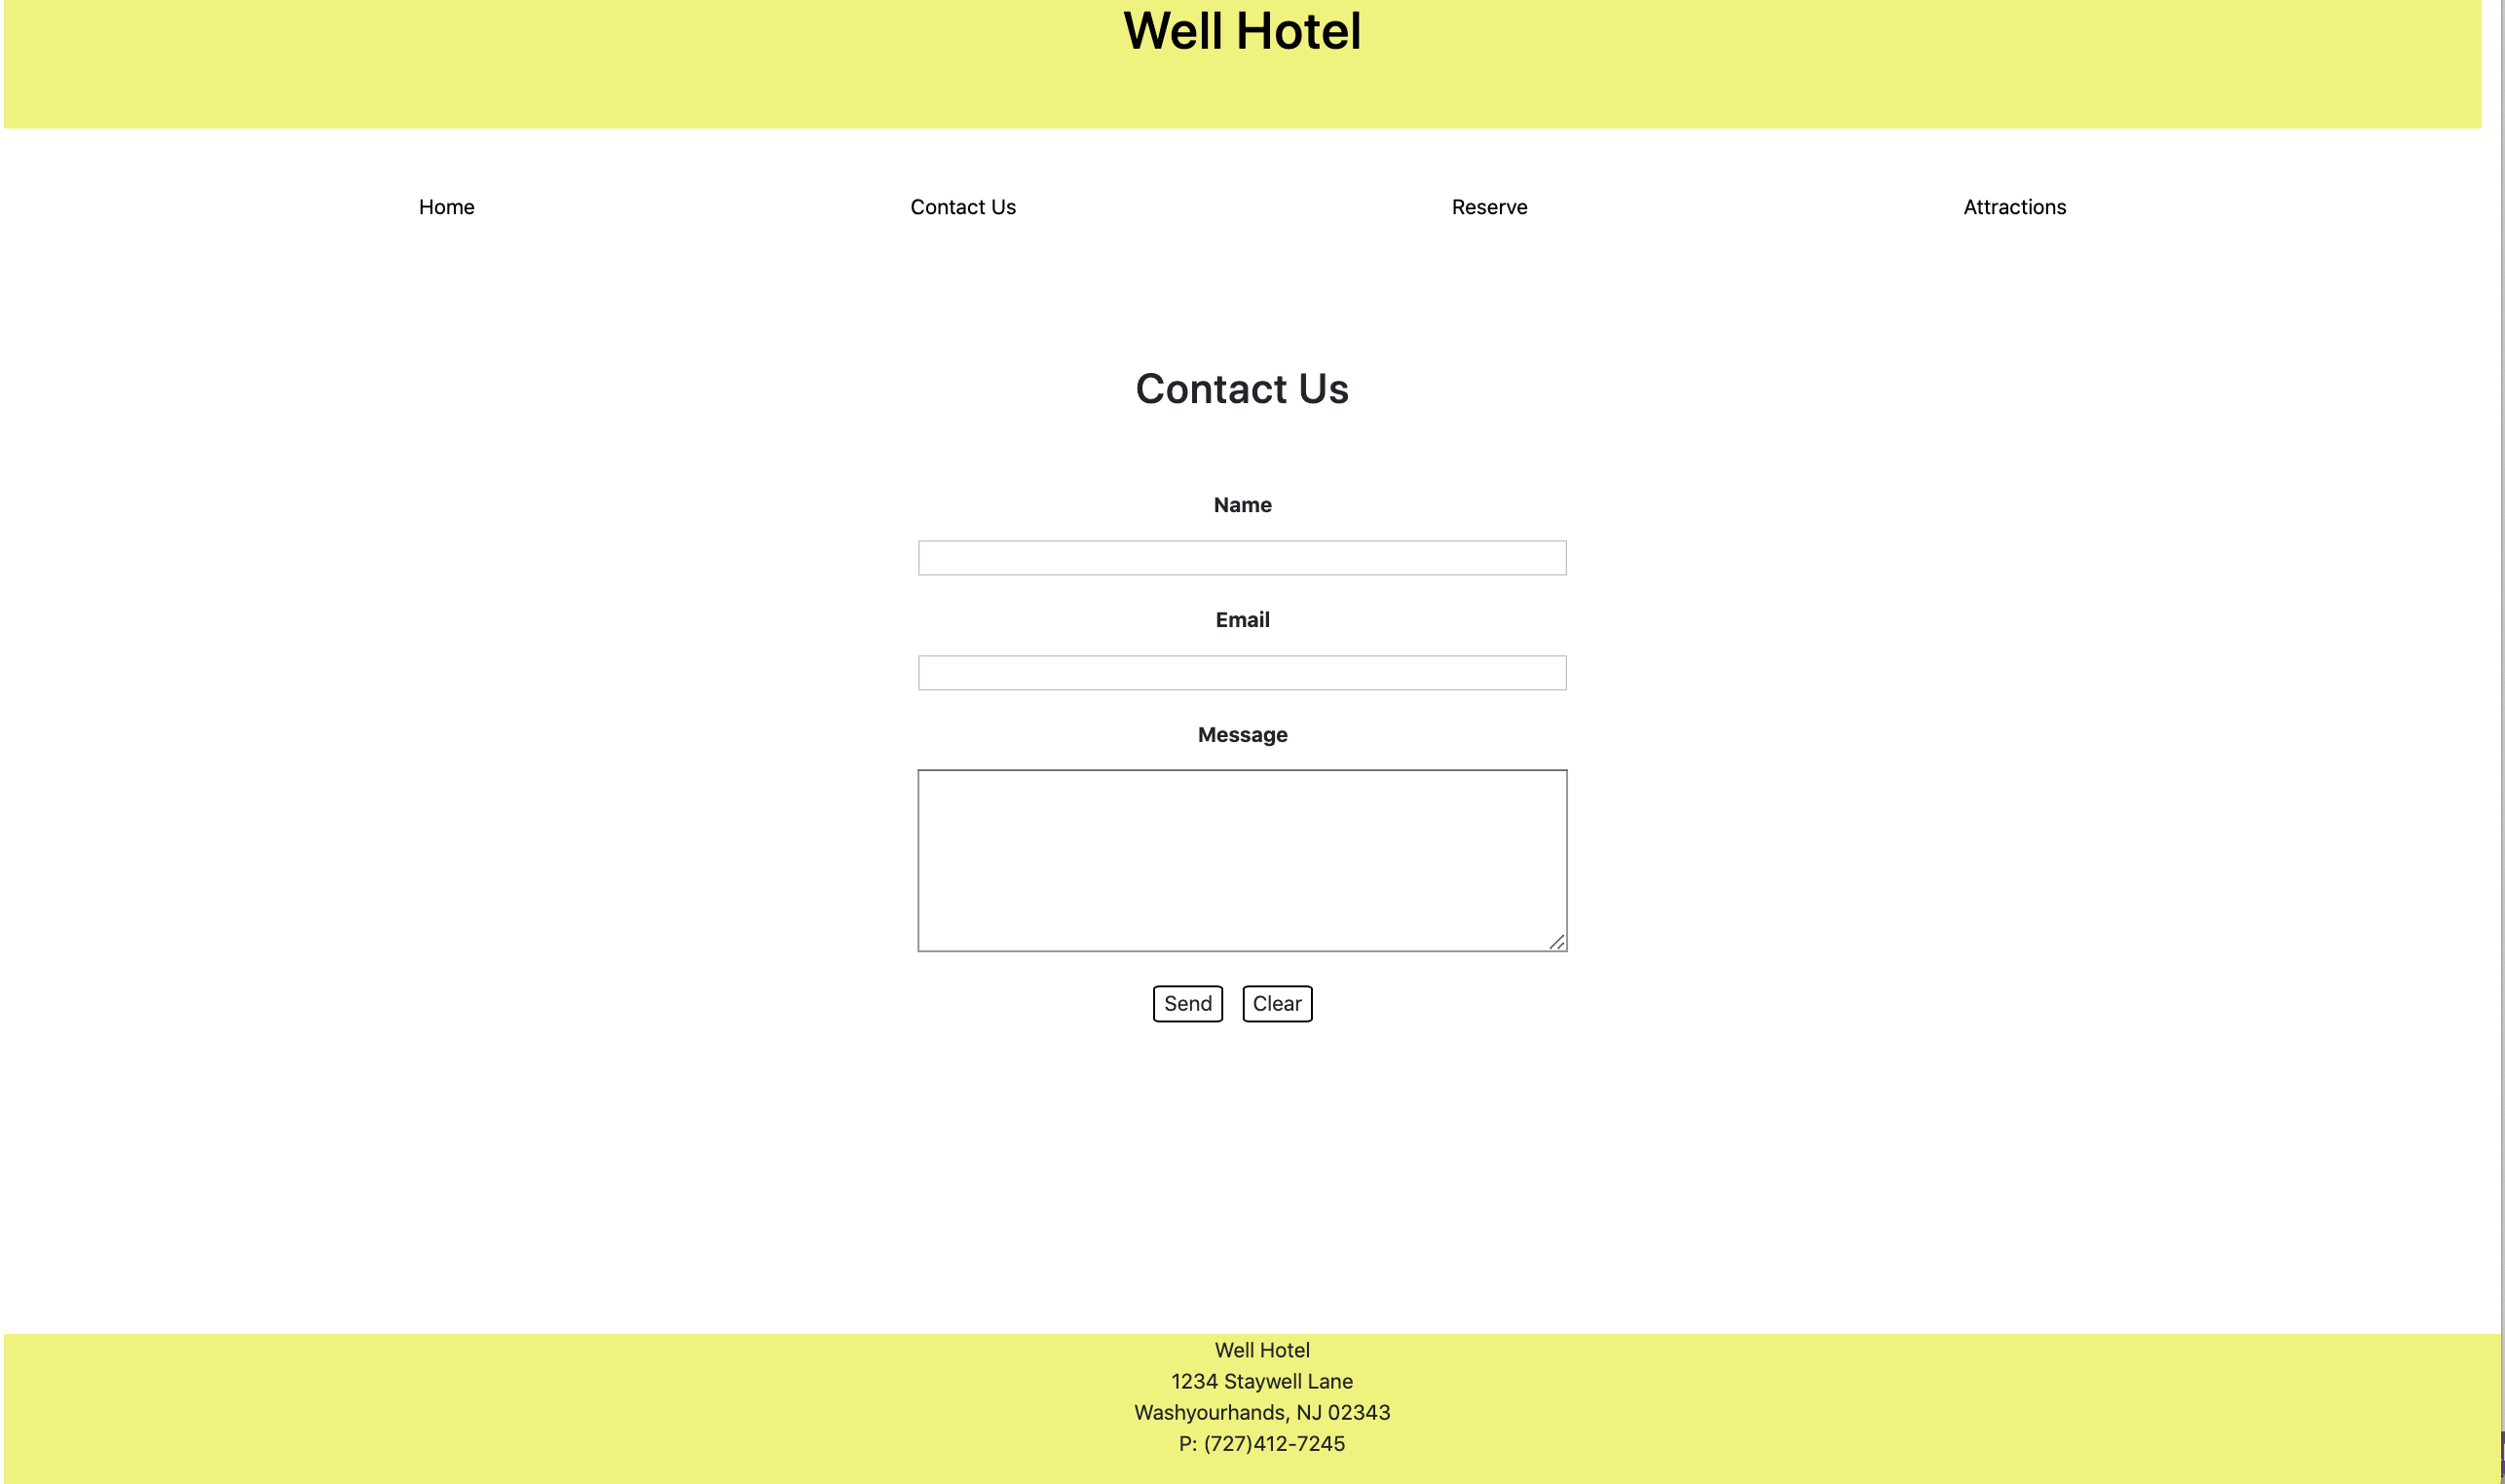 Well Hotel
Home Contact Us Reserve Attractions
Contact Us
Name
Email
Message
Send Clear
Well Hotel
1234 Staywell Lane
Washyourhands, NJ 02343
P: (727)412-7245